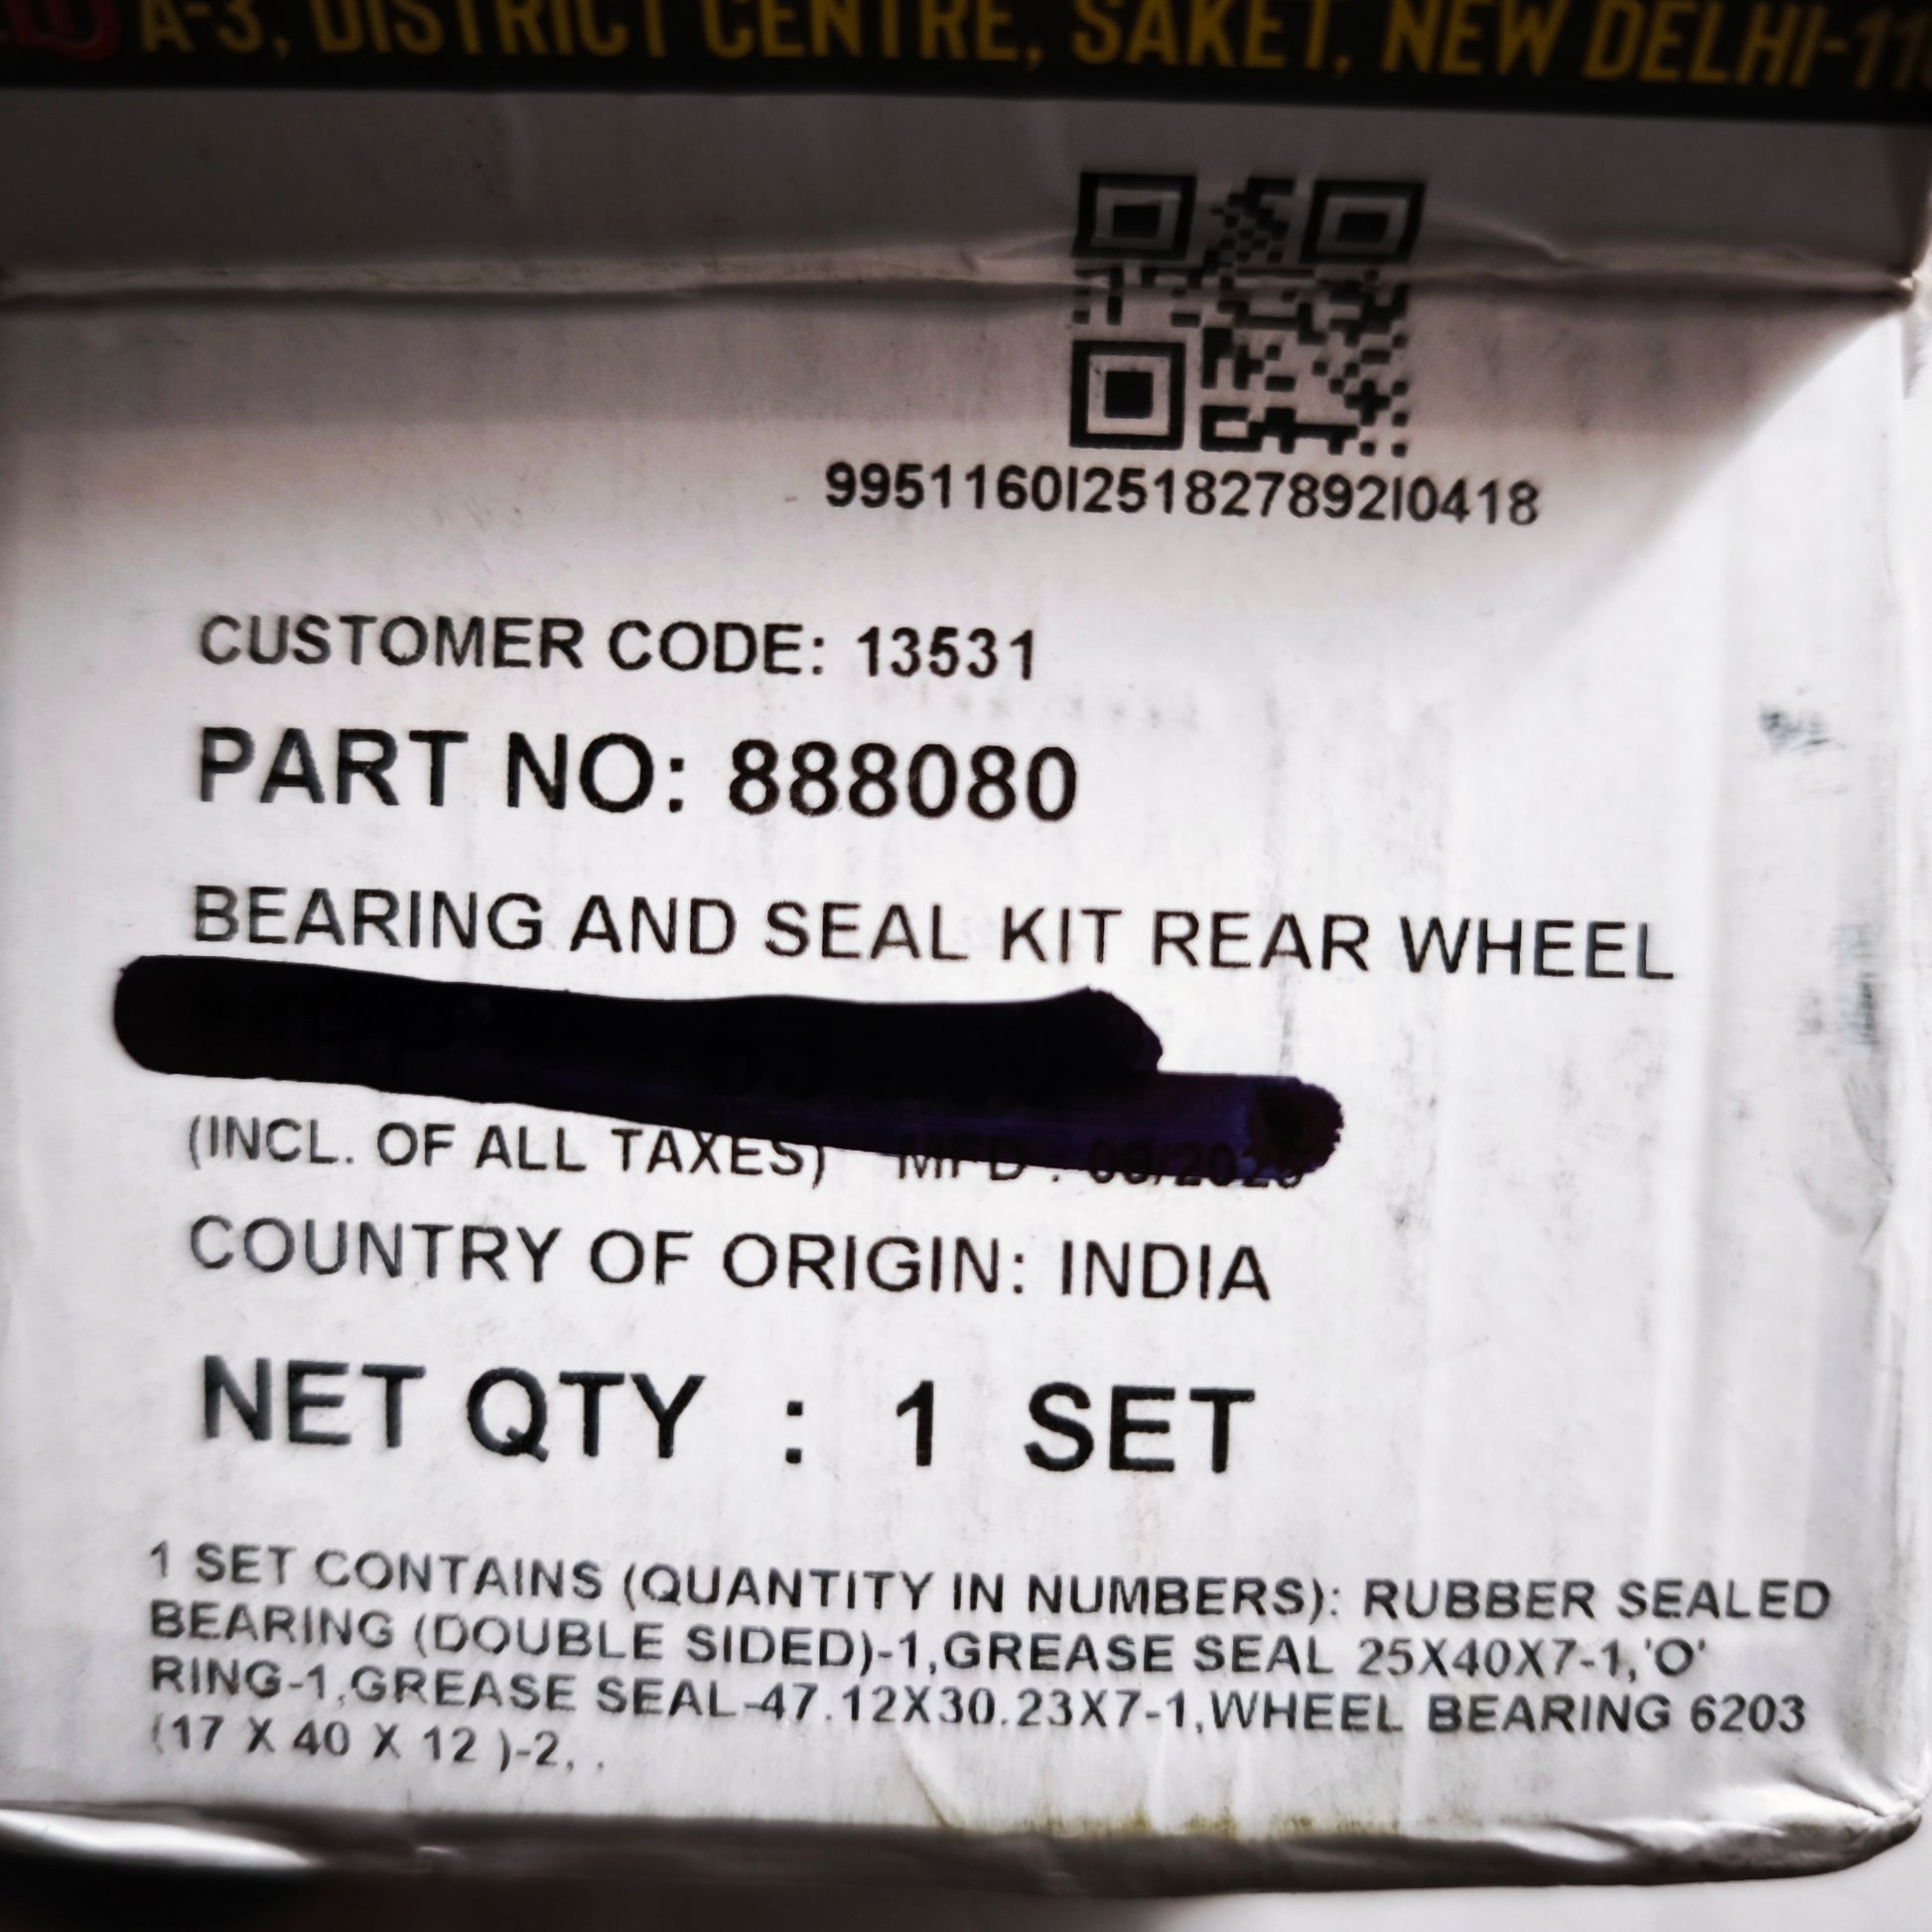 A-3, DISTRICT CENTRE, SAKET, NEW DELHI-11
9951160I251827892I0418
CUSTOMER CODE: 13531
PART NO: 888080
BEARING AND SEAL KIT REAR WHEEL
(INCL. OF ALL TAXES) MFD :
COUNTRY OF ORIGIN: INDIA
NET QTY : 1 SET
1 SET CONTAINS (QUANTITY IN NUMBERS): RUBBER SEALED
BEARING (DOUBLE SIDED)-1,GREASE SEAL 25X40X7-1,'O'
RING-1,GREASE SEAL-47.12X30.23X7-1,WHEEL BEARING 6203
(17 X 40 X 12 )-2, .